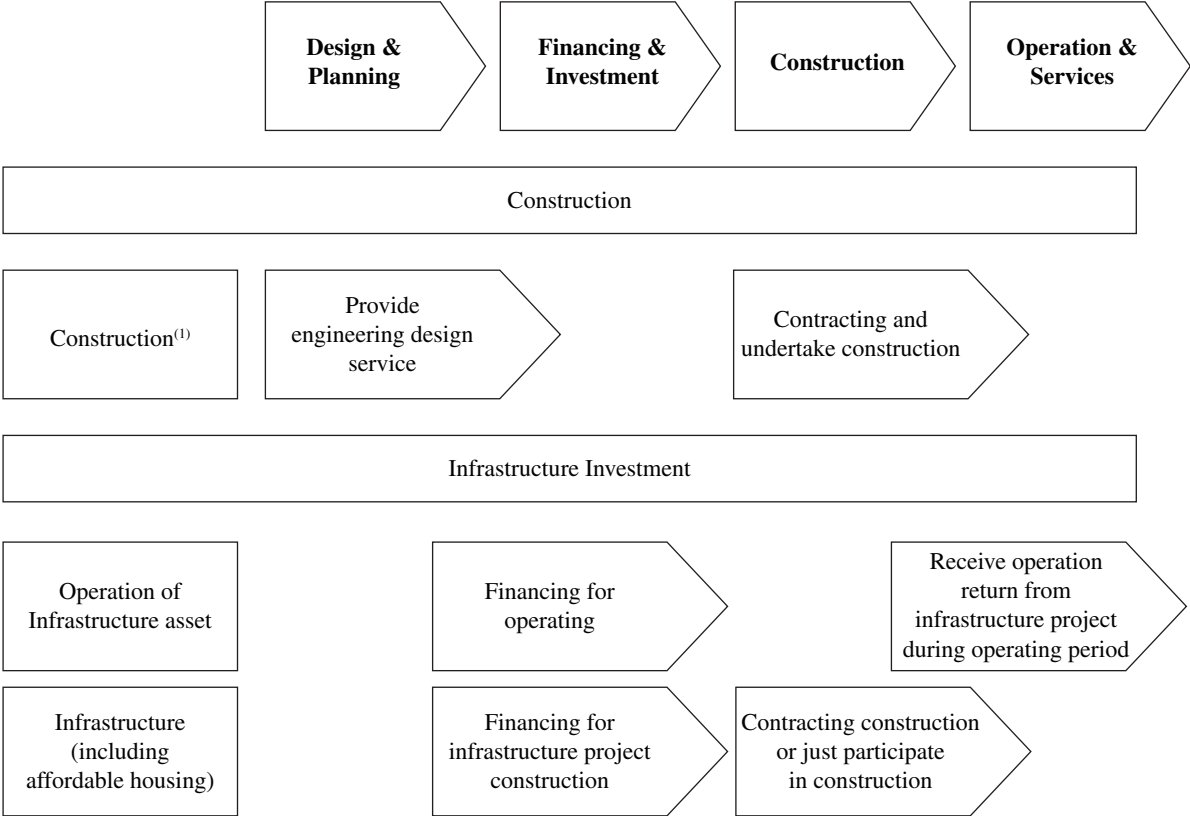 Design &
Planning
Financing &
Investment
Construction
Operation &
Services
Construction
Construction(1)
Provide
engineering design
service
Contracting and
undertake construction
Infrastructure Investment
Operation of
Infrastructure asset
Financing for
operating
Receive operation
return from
infrastructure project
during operating period
Infrastructure
(including
affordable housing)
Financing for
infrastructure project
construction
Contracting construction
or just participate
in construction